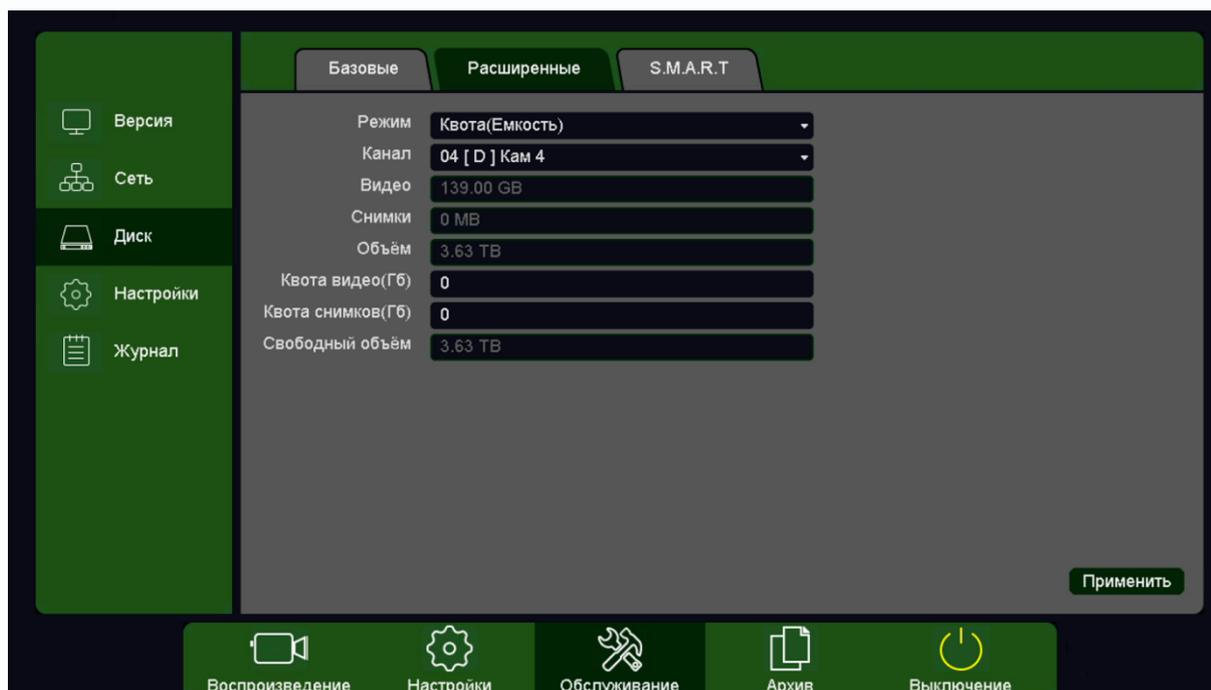 Базовые Расширенные S.M.A.R.T
Версия
Сеть
Диск
Настройки
Журнал
Режим Квота(Емкость)
Канал 04 [ D ] Кам 4
Видео 139.00 GB
Снимки 0 MB
Объём 3.63 TB
Квота видео(Гб) 0
Квота снимков(Гб) 0
Свободный объём 3.63 TB
Применить
Воспроизведение Настройки Обслуживание Архив Выключение